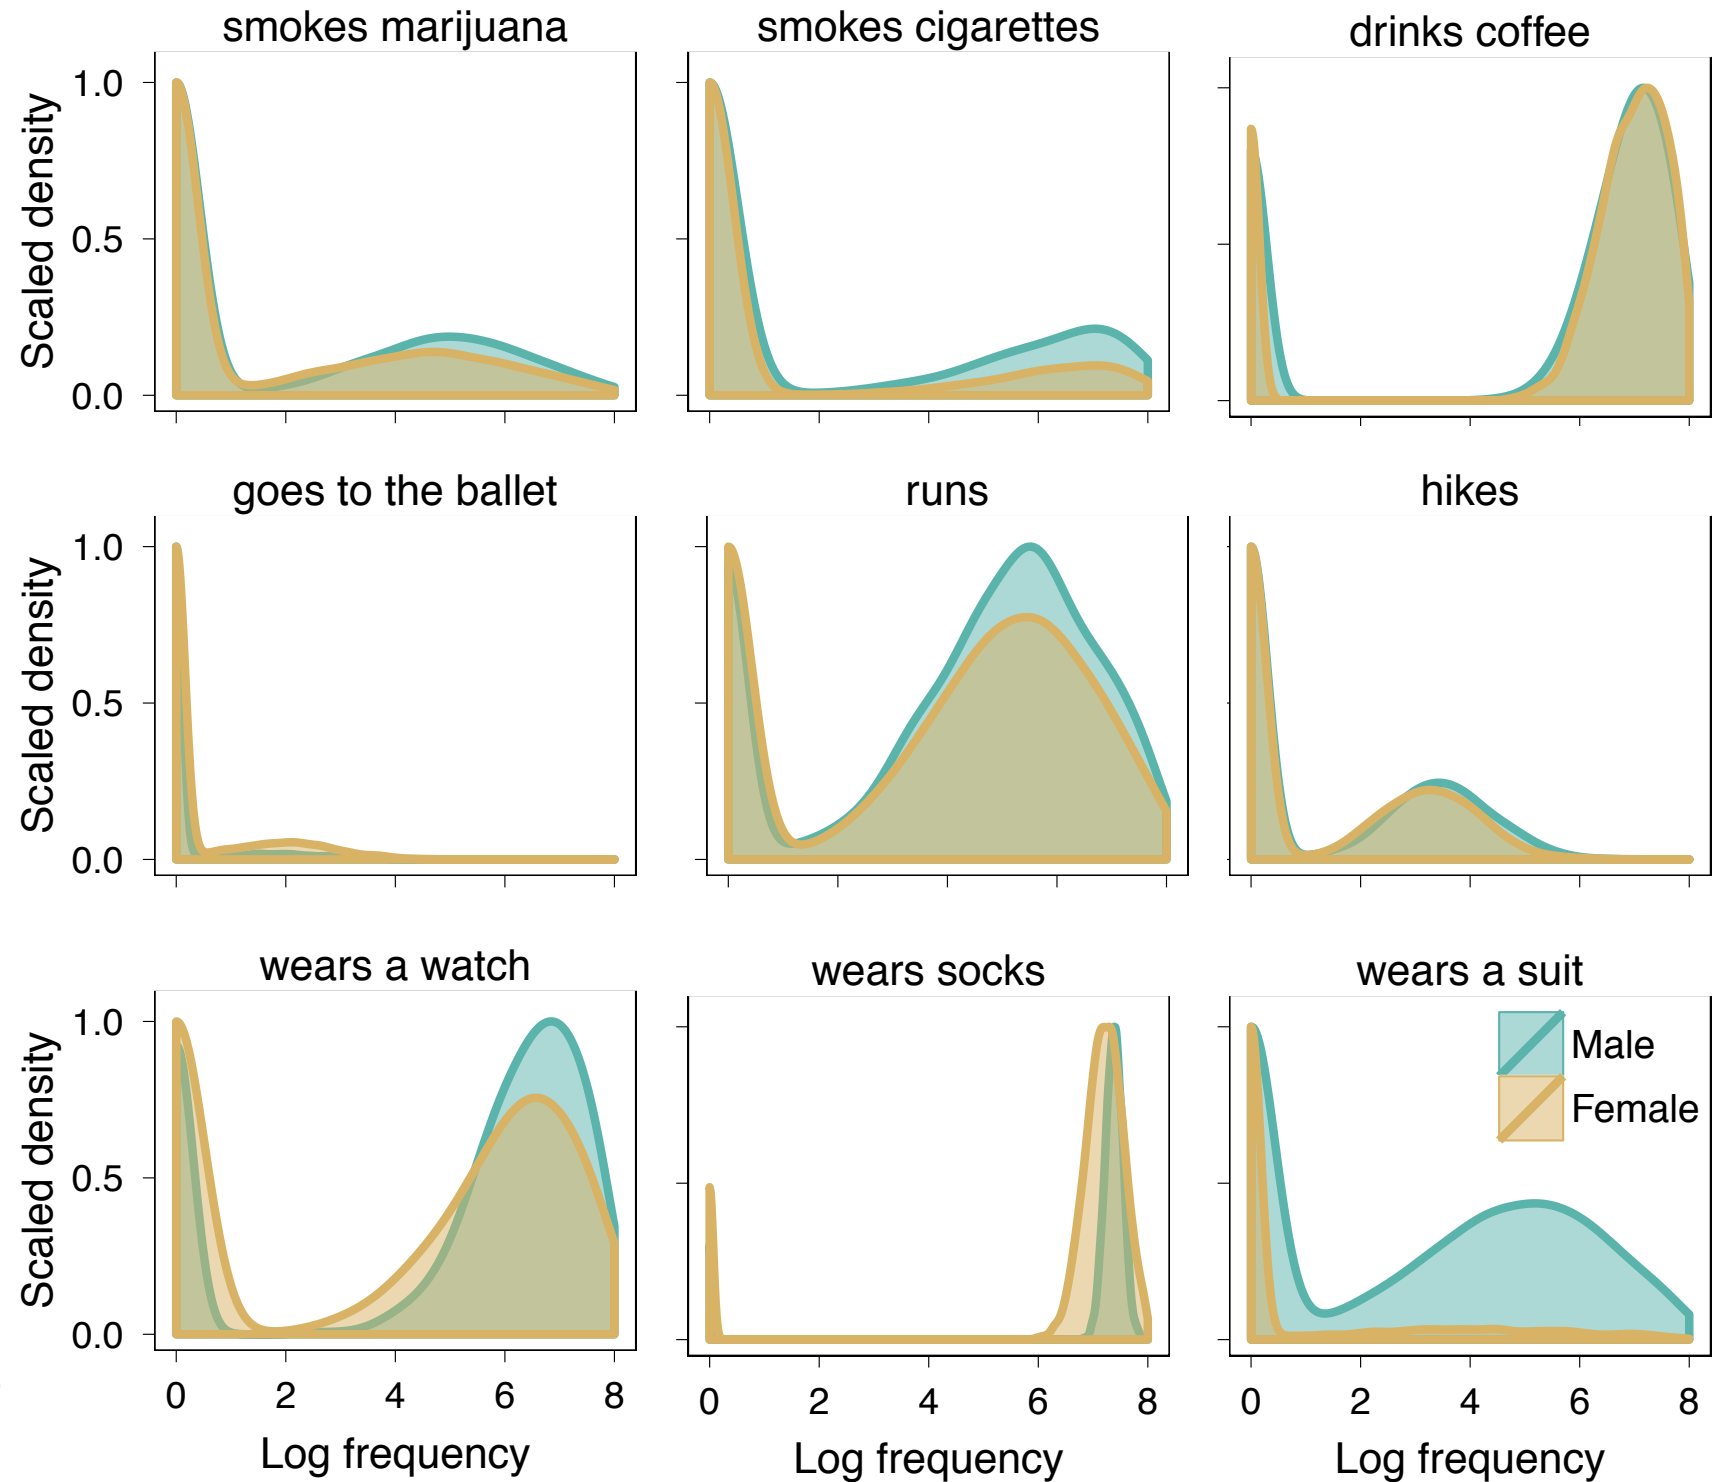 smokes marijuana
smokes cigarettes
drinks coffee
Scaled density
1.0
0.5
0.0
goes to the ballet
runs
hikes
Scaled density
1.0
0.5
0.0
wears a watch
wears socks
wears a suit
Scaled density
1.0
0.5
0.0
Male
Female
0 2 4 6 8
0 2 4 6 8
0 2 4 6 8
Log frequency
Log frequency
Log frequency